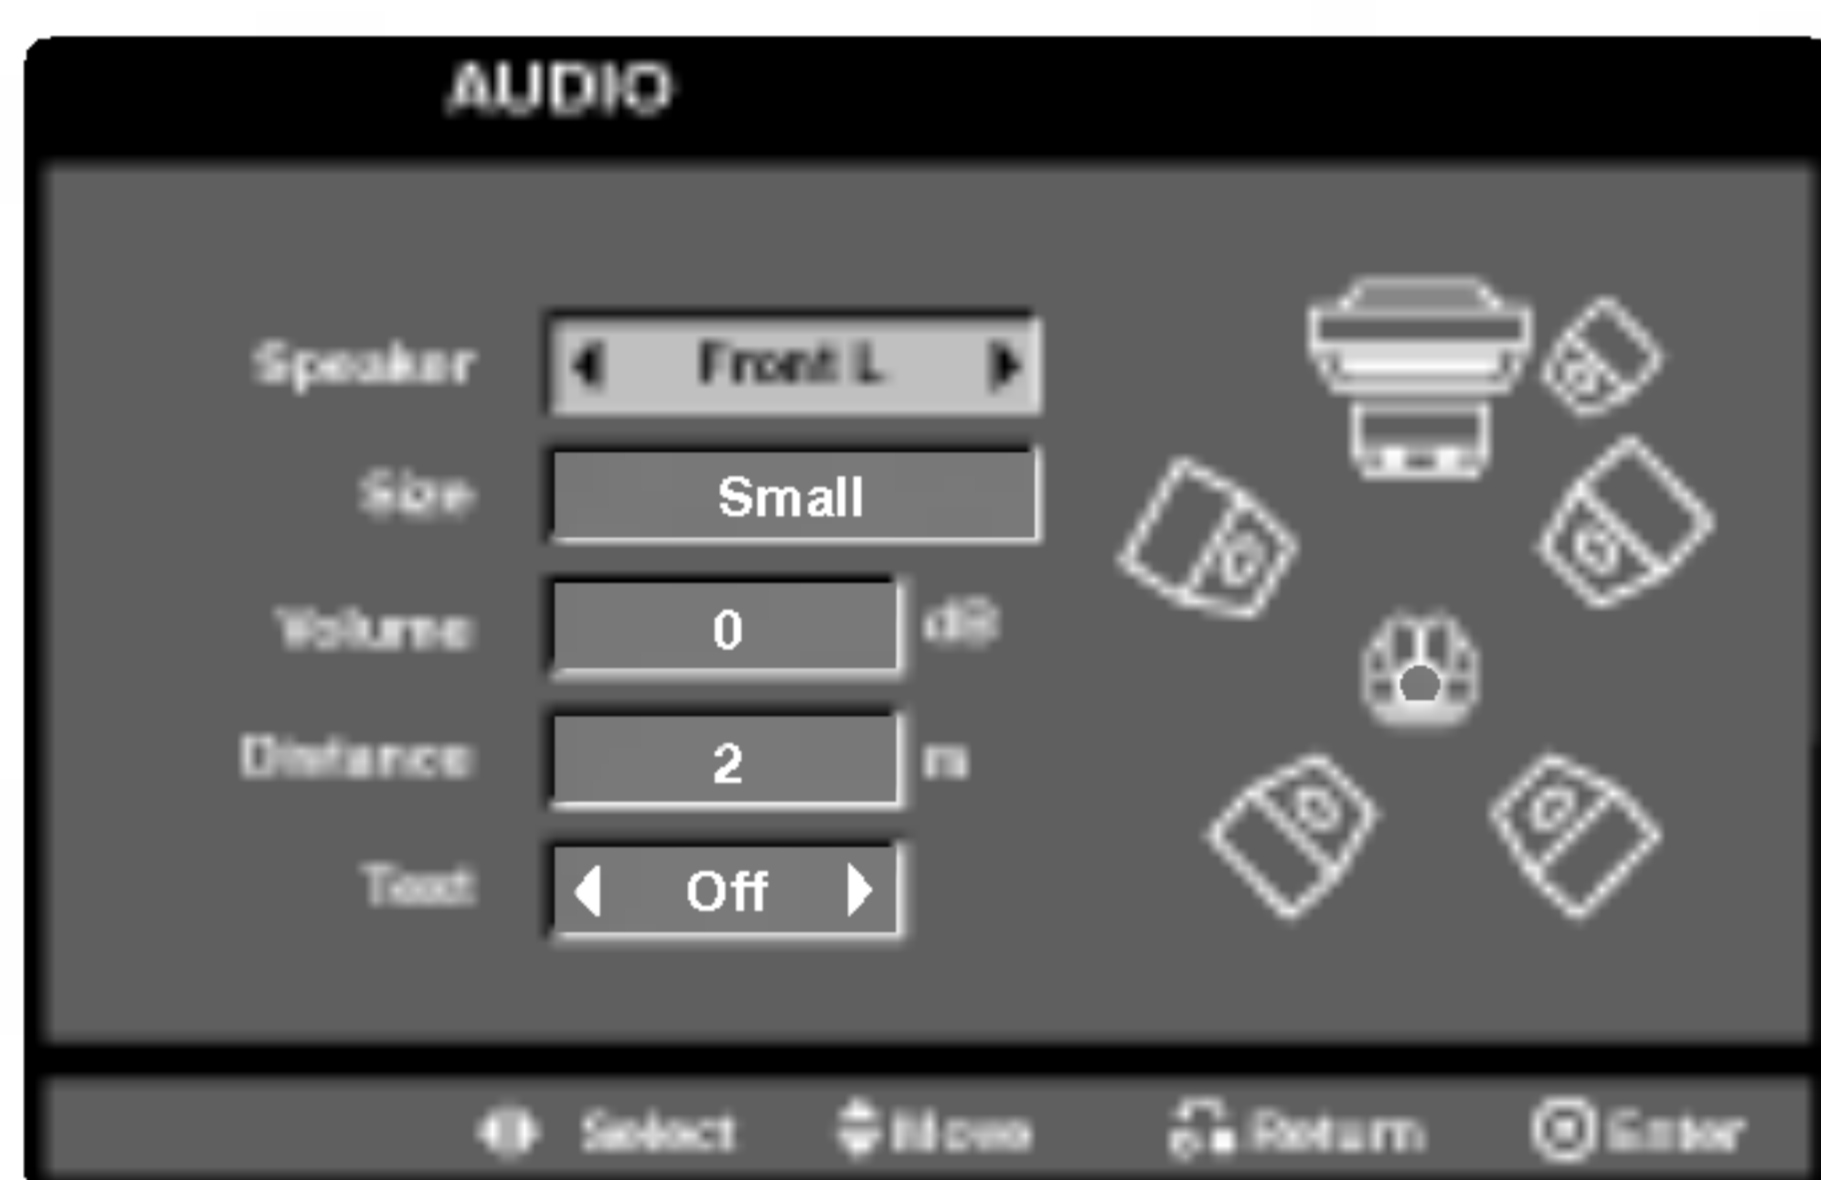 AUDIO
Speaker Front L
Size Small
Volume 0 dB
Distance 2 m
Test Off
Select Move Return Enter